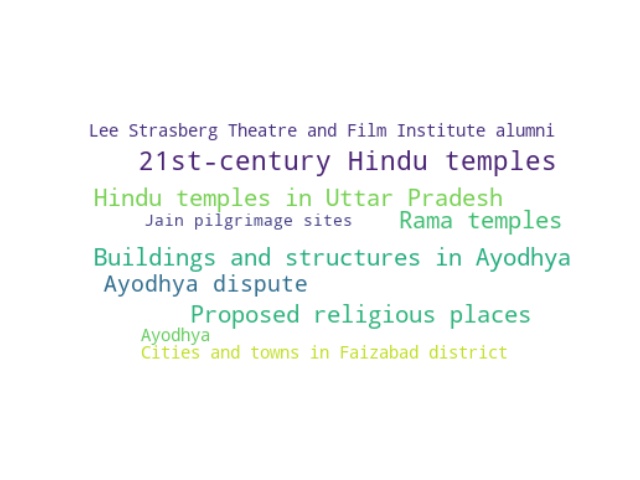 Lee Strasberg Theatre and Film Institute alumni
21st-century Hindu temples
Hindu temples in Uttar Pradesh
Jain pilgrimage sites Rama temples
Buildings and structures in Ayodhya
Ayodhya dispute
Proposed religious places
Ayodhya
Cities and towns in Faizabad district